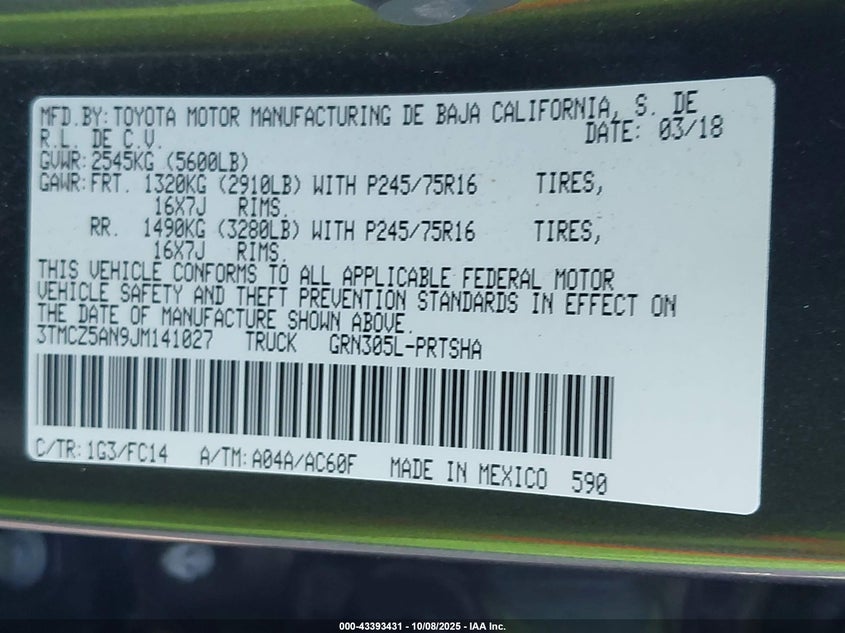 MFD.BY: TOYOTA MOTOR MANUFACTURING DE BAJA CALIFORNIA, S. DE
R.L. DE C.V. DATE: 03/18
GVWR: 2545KG (5600LB)
GAWR: FRT. 1320KG (2910LB) WITH P245/75R16 TIRES,
16X7J RIMS.
RR. 1490KG (3280LB) WITH P245/75R16 TIRES,
16X7J RIMS.
THIS VEHICLE CONFORMS TO ALL APPLICABLE FEDERAL MOTOR
VEHICLE SAFETY AND THEFT PREVENTION STANDARDS IN EFFECT ON
THE DATE OF MANUFACTURE SHOWN ABOVE.
3TMCZ5AN9JM141027 TRUCK GRN305L-PRTSHA
C/TR: 1G3/FC14 A/TM: A04A/AC60F MADE IN MEXICO 590
000-43393431 - 10/08/2025 - IAA Inc.